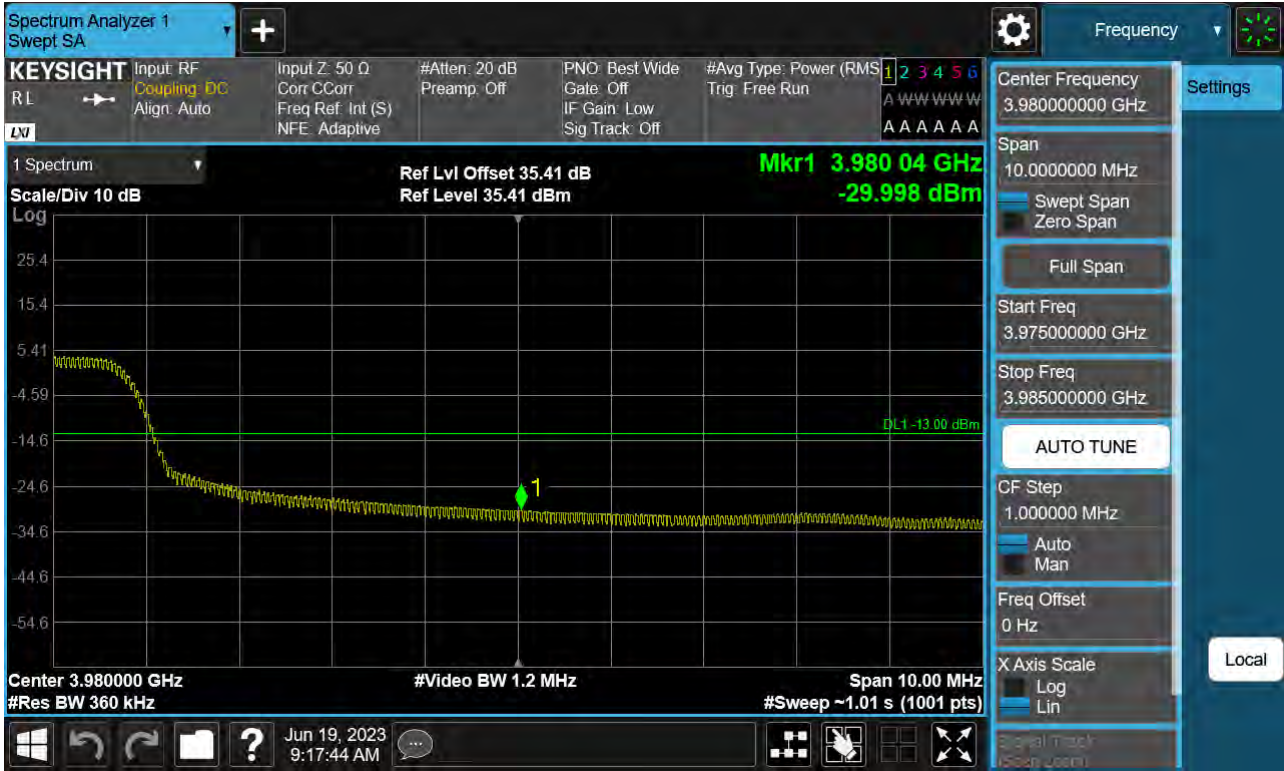 Spectrum Analyzer 1
Swept SA
+
Frequency
KEYSIGHT
RL
LXI
Input: RF
Coupling: DC
Align: Auto
Input Z: 50 Ω
Corr CCorr
Freq Ref: Int (S)
NFE: Adaptive
#Atten: 20 dB
Preamp: Off
PNO: Best Wide
Gate: Off
IF Gain: Low
Sig Track: Off
#Avg Type: Power (RMS
Trig: Free Run
1 2 3 4 5 6
A W W W W W
A A A A A A
1 Spectrum
Scale/Div 10 dB
Log
Ref Lvl Offset 35.41 dB
Ref Level 35.41 dBm
Mkr1 3.980 04 GHz
-29.998 dBm
25.4
15.4
5.41
-4.59
-14.6
-24.6
-34.6
-44.6
-54.6
DL1 -13.00 dBm
1
Center 3.980000 GHz
#Res BW 360 kHz
#Video BW 1.2 MHz
Span 10.00 MHz
#Sweep ~1.01 s (1001 pts)
Center Frequency
3.980000000 GHz
Span
10.0000000 MHz
Swept Span
Zero Span
Full Span
Start Freq
3.975000000 GHz
Stop Freq
3.985000000 GHz
AUTO TUNE
CF Step
1.000000 MHz
Auto
Man
Freq Offset
0 Hz
X Axis Scale
Log
Lin
Signal Track
(Span Zoom)
Settings
Local
?
Jun 19, 2023
9:17:44 AM